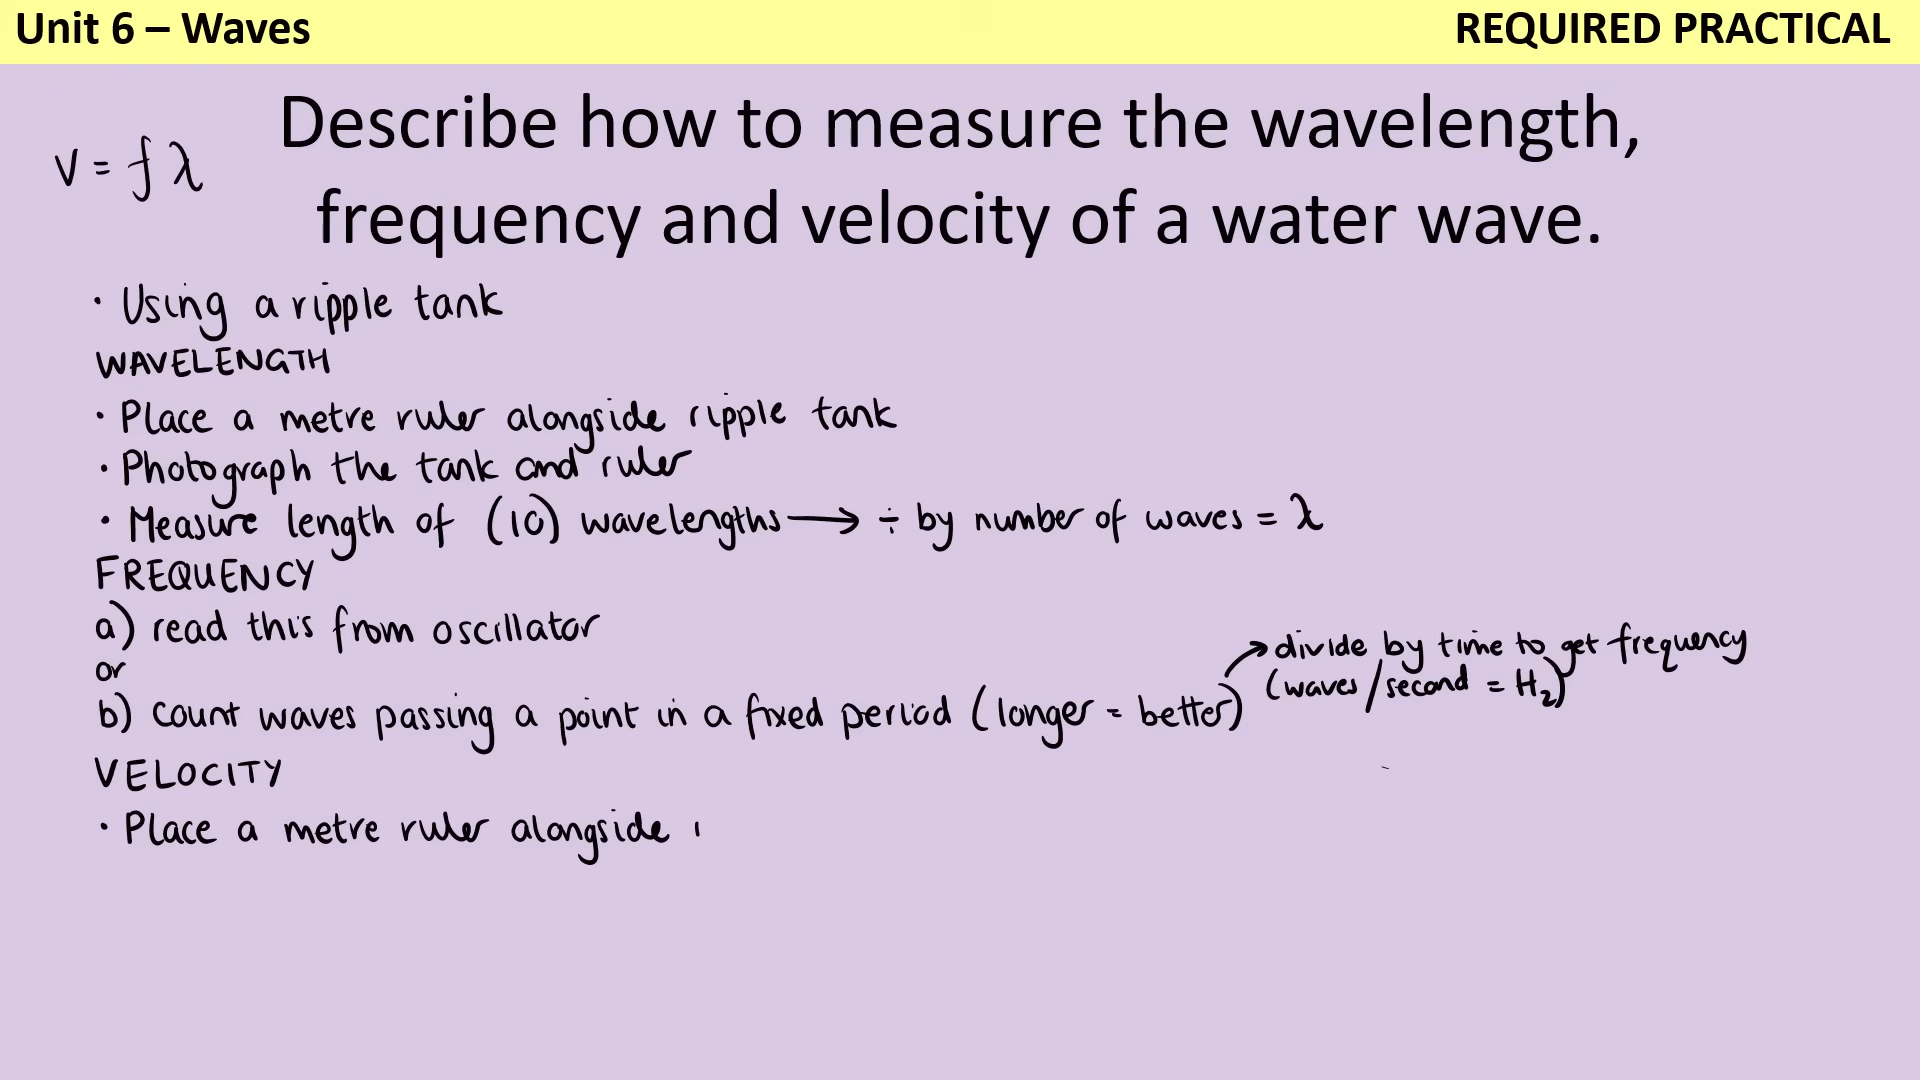 Unit 6 – Waves
REQUIRED PRACTICAL
Describe how to measure the wavelength,
frequency and velocity of a water wave.
v = f λ
· Using a ripple tank
WAVELENGTH
· Place a metre ruler alongside ripple tank
· Photograph the tank and ruler
· Measure length of (10) wavelengths → ÷ by number of waves = λ
FREQUENCY
a) read this from oscillator
or
b) count waves passing a point in a fixed period (longer = better)
→ divide by time to get frequency
(waves/second = Hz)
VELOCITY
· Place a metre ruler alongside